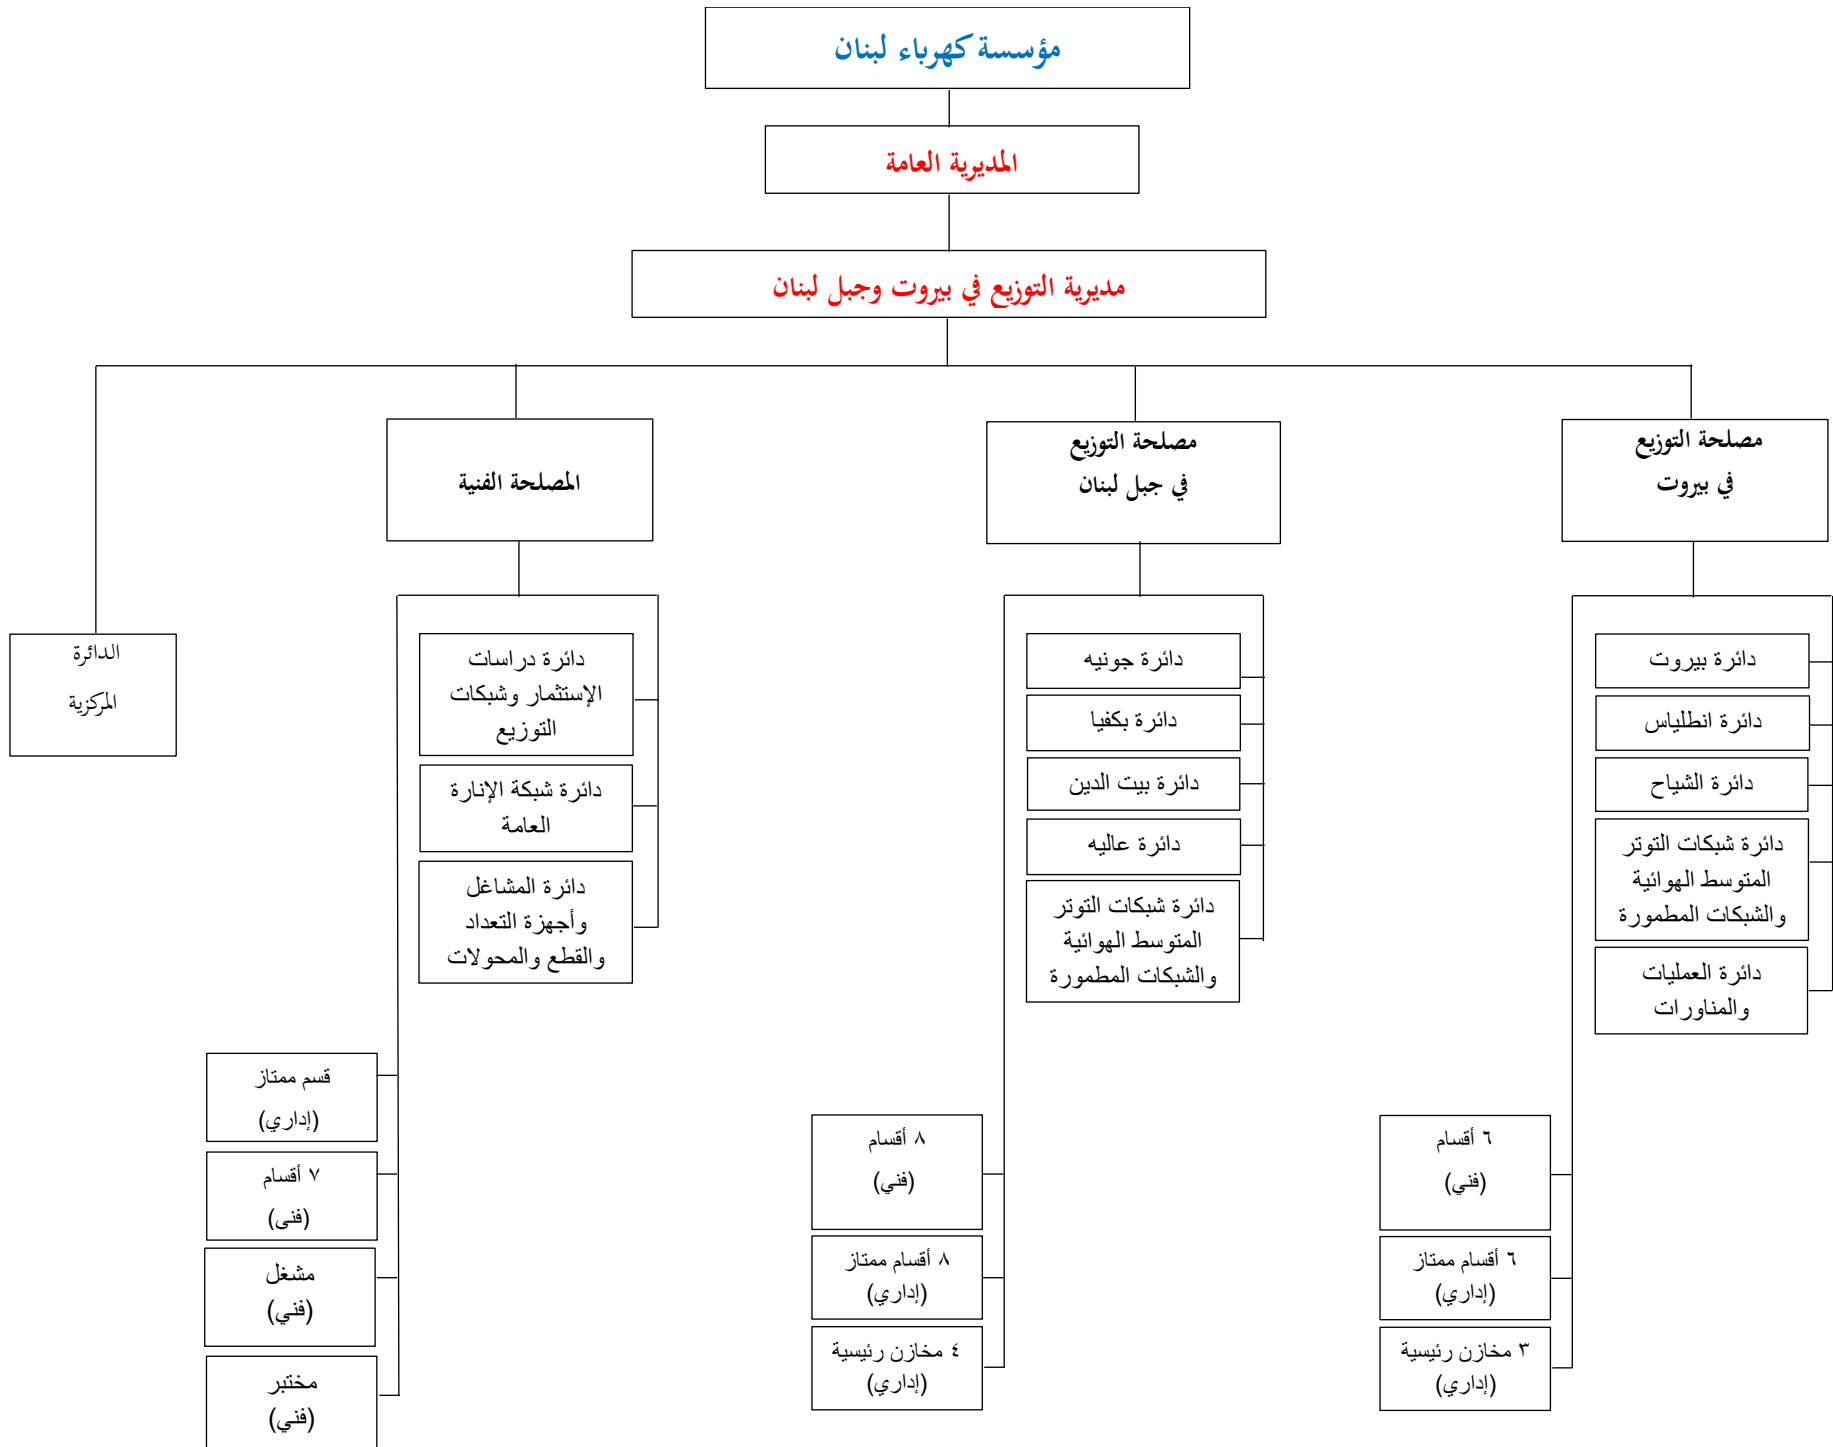 مؤسسة كهرباء لبنان
المديرية العامة
مديرية التوزيع في بيروت وجبل لبنان
مصلحة التوزيع
في بيروت
مصلحة التوزيع
في جبل لبنان
المصلحة الفنية
الدائرة
المركزية
دائرة بيروت
دائرة انطلياس
دائرة الشياح
دائرة شبكات التوتر
المتوسط الهوائية
والشبكات المطمورة
دائرة العمليات
والمناورات
٦ أقسام
(فني)
٦ أقسام ممتاز
(إداري)
٣ مخازن رئيسية
(إداري)
دائرة جونيه
دائرة بكفيا
دائرة بيت الدين
دائرة عاليه
دائرة شبكات التوتر
المتوسط الهوائية
والشبكات المطمورة
٨ أقسام
(فني)
٨ أقسام ممتاز
(إداري)
٤ مخازن رئيسية
(إداري)
دائرة دراسات
الإستثمار وشبكات
التوزيع
دائرة شبكة الإنارة
العامة
دائرة المشاغل
وأجهزة التعداد
والقطع والمحولات
قسم ممتاز
(إداري)
٧ أقسام
(فني)
مشغل
(فني)
مختبر
(فني)